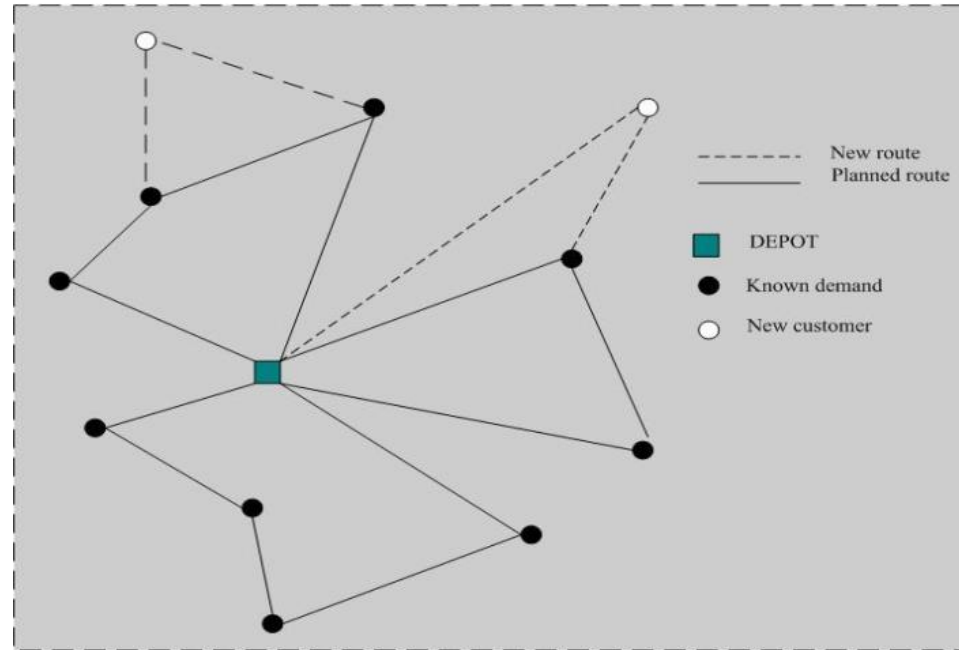 New route
Planned route
DEPOT
Known demand
New customer